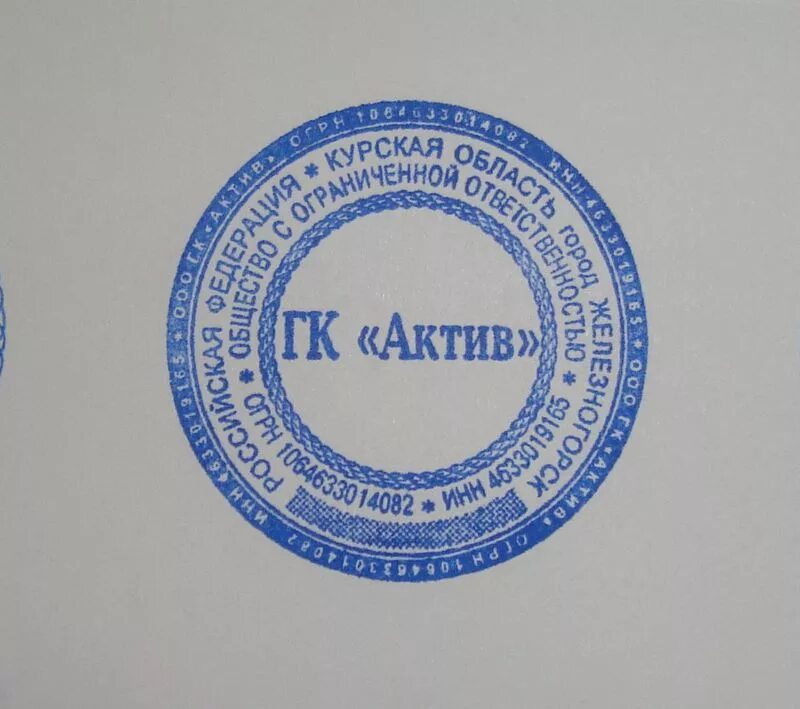 ООО ГК «АКТИВ» ОГРН 1064633014082 ИНН 4633019165 * ООО ГК «АКТИВ» ОГРН 1064633014082 ИНН 4633019165 *
РОССИЙСКАЯ ФЕДЕРАЦИЯ * КУРСКАЯ ОБЛАСТЬ город ЖЕЛЕЗНОГОРСК
* ОБЩЕСТВО С ОГРАНИЧЕННОЙ ОТВЕТСТВЕННОСТЬЮ *
ОГРН 1064633014082 * ИНН 4633019165
ГК «Актив»